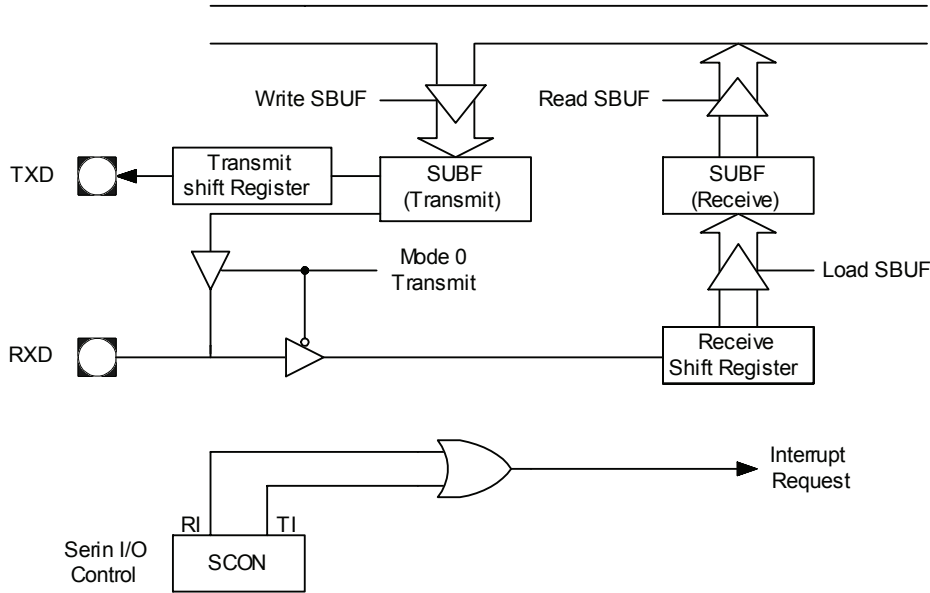 Write SBUF
Read SBUF
TXD
Transmit
shift Register
SUBF
(Transmit)
SUBF
(Receive)
Mode 0
Transmit
Load SBUF
RXD
Receive
Shift Register
Interrupt
Request
RI
TI
Serin I/O
Control
SCON